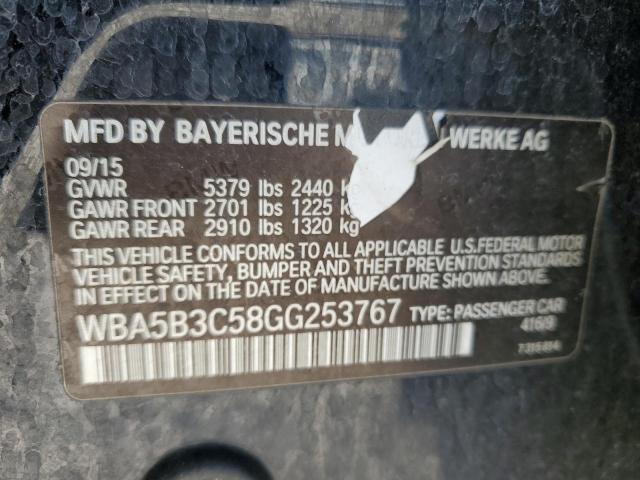 MFD BY BAYERISCHE M WERKE AG
09/15
GVWR 5379 lbs 2440 kg
GAWR FRONT 2701 lbs 1225 kg
GAWR REAR 2910 lbs 1320 kg
THIS VEHICLE CONFORMS TO ALL APPLICABLE U.S. FEDERAL MOTOR
VEHICLE SAFETY, BUMPER AND THEFT PREVENTION STANDARDS
IN EFFECT ON THE DATE OF MANUFACTURE SHOWN ABOVE.
WBA5B3C58GG253767 TYPE: PASSENGER CAR